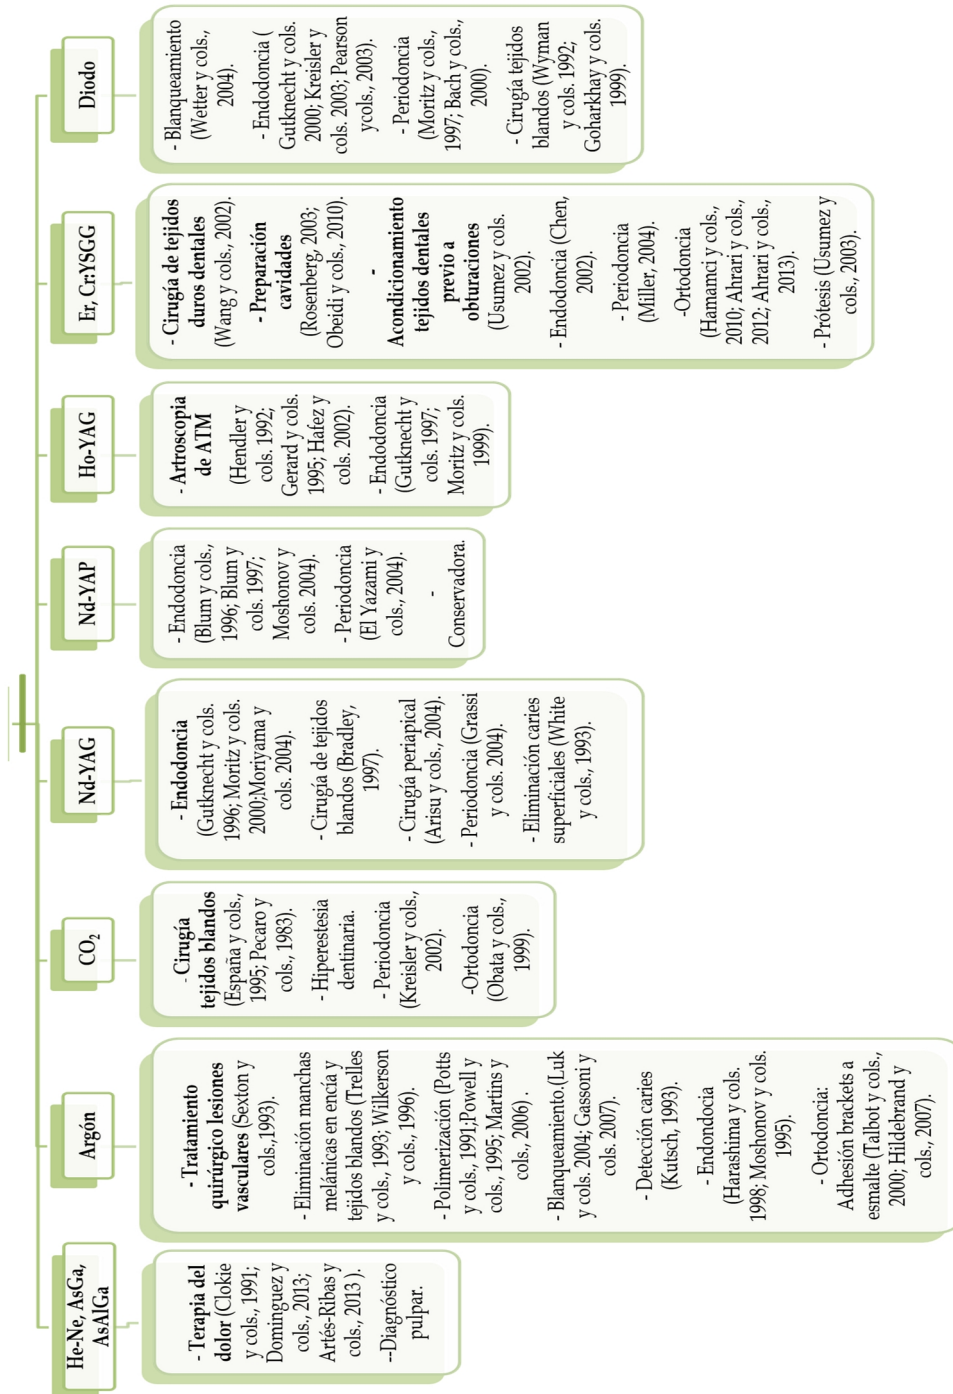 He-Ne, AsGa,
AsAlGa
- Terapia del
dolor (Clokie
y cols., 1991;
Dominguez y
cols., 2013;
Artés-Ribas y
cols., 2013 ).
--Diagnóstico
pulpar.
Argón
- Tratamiento
quirúrgico lesiones
vasculares (Sexton y
cols.,1993).
- Eliminación manchas
melánicas en encía y
tejidos blandos (Trelles
y cols., 1993; Wilkerson
y cols., 1996).
- Polimerización (Potts
y cols., 1991;Powell y
cols., 1995; Martins y
cols., 2006) .
- Blanqueamiento.(Luk
y cols. 2004; Gassoni y
cols. 2007).
- Detección caries
(Kutsch, 1993).
- Endondocia
(Harashima y cols.
1998; Moshonov y cols.
1995).
- Ortodoncia:
Adhesión brackets a
esmalte (Talbot y cols.,
2000; Hildebrand y
cols., 2007).
CO₂
- Cirugía
tejidos blandos
(España y cols.,
1995; Pecaro y
cols., 1983).
- Hiperestesia
dentinaria.
- Periodoncia
(Kreisler y cols.,
2002).
-Ortodoncia
(Obata y cols.,
1999).
Nd-YAG
- Endodoncia
(Gutknecht y cols.
1996; Moritz y cols.
2000;Moriyama y
cols. 2004).
- Cirugía de tejidos
blandos (Bradley,
1997).
- Cirugía periapical
(Arisu y cols., 2004).
- Periodoncia (Grassi
y cols. 2004).
- Eliminación caries
superficiales (White
y cols., 1993).
Nd-YAP
- Endodoncia
(Blum y cols.,
1996; Blum y
cols. 1997;
Moshonov y
cols. 2004).
- Periodoncia
(El Yazami y
cols., 2004).
-
Conservadora.
Ho-YAG
- Artroscopia
de ATM
(Hendler y
cols. 1992;
Gerard y cols.
1995; Hafez y
cols. 2002).
- Endodoncia
(Gutknecht y
cols. 1997;
Moritz y cols.
1999).
Er, Cr:YSGG
- Cirugía de tejidos
duros dentales
(Wang y cols., 2002).
- Preparación
cavidades
(Rosenberg, 2003;
Obeidi y cols., 2010).
-
Acondicionamiento
tejidos dentales
previo a
obturaciones
(Usumez y cols.
2002).
- Endodoncia (Chen,
2002).
- Periodoncia
(Miller, 2004).
-Ortodoncia
(Hamamci y cols.,
2010; Ahrari y cols.,
2012; Ahrari y cols.,
2013).
- Prótesis (Usumez y
cols., 2003).
Diodo
- Blanqueamiento
(Wetter y cols.,
2004).
- Endodoncia (
Gutknecht y cols.
2000; Kreisler y
cols. 2003; Pearson
ycols., 2003).
- Periodoncia
(Moritz y cols.,
1997; Bach y cols.,
2000).
- Cirugía tejidos
blandos (Wyman
y cols. 1992;
Goharkhay y cols.
1999).